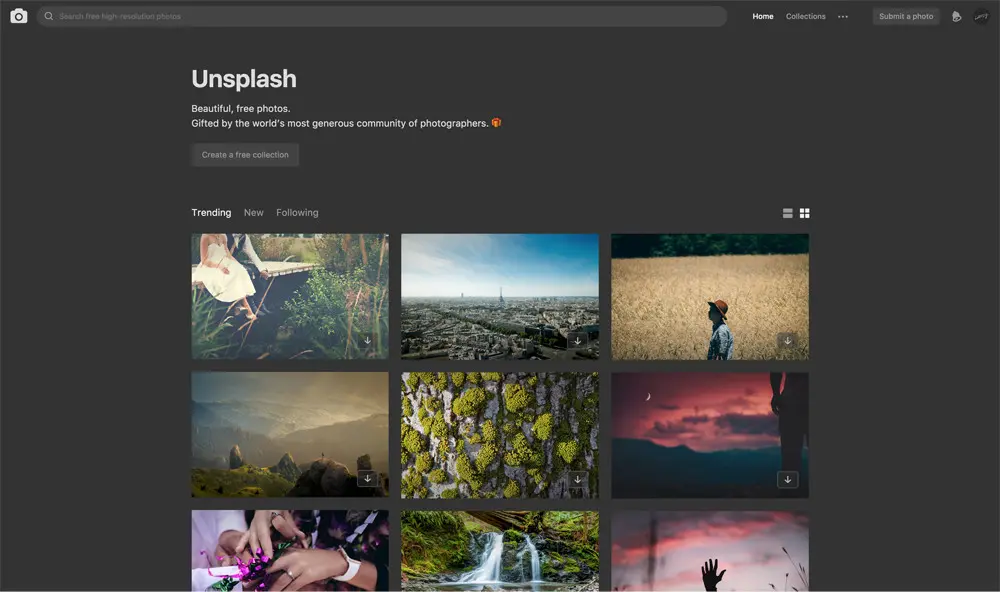 Search free high-resolution photos
Home
Collections
Submit a photo
Unsplash
Beautiful, free photos.
Gifted by the world's most generous community of photographers.
Create a free collection
Trending
New
Following